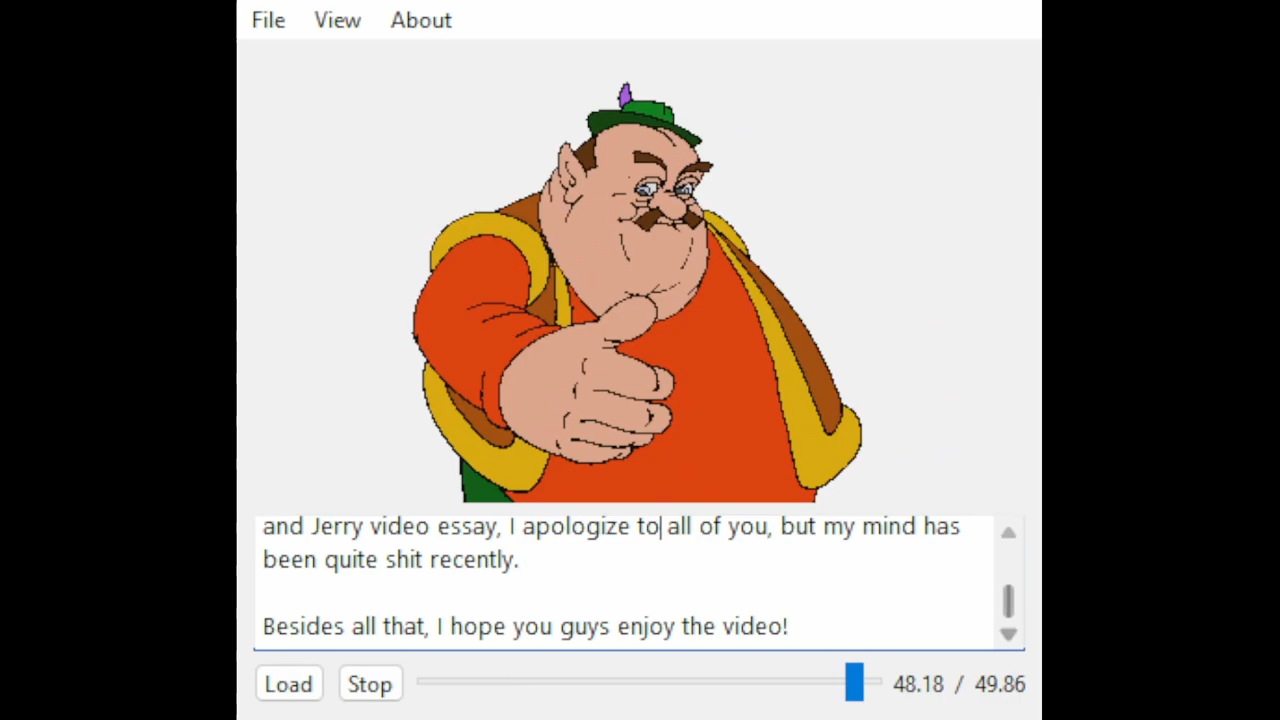 File View About
and Jerry video essay, I apologize to all of you, but my mind has
been quite shit recently.
Besides all that, I hope you guys enjoy the video!
Load Stop 48.18 / 49.86